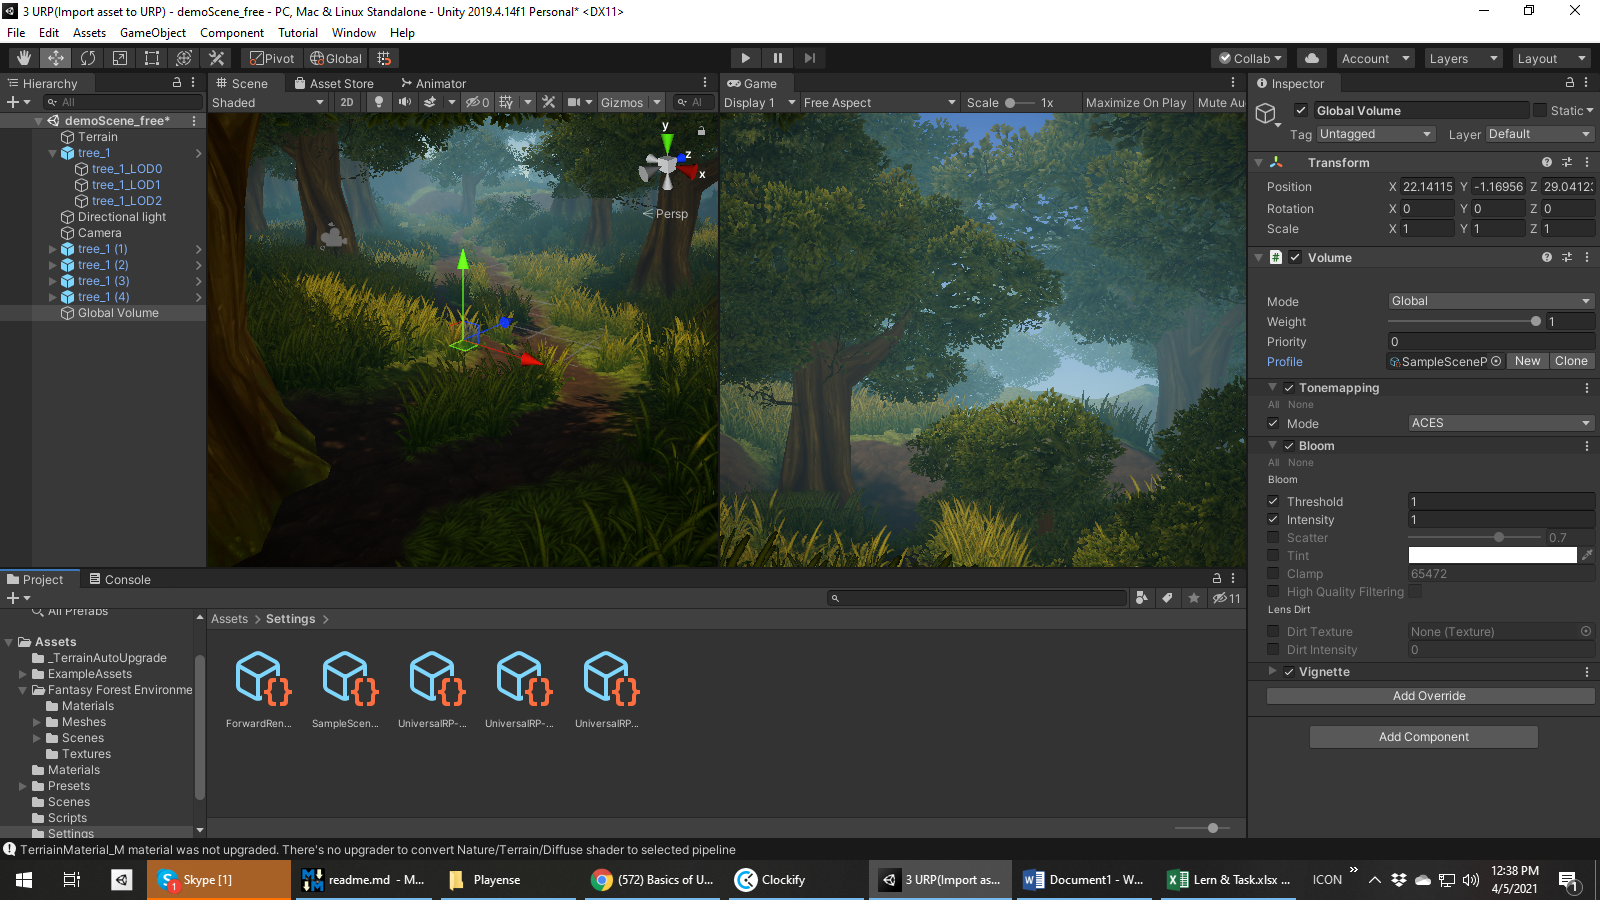 3 URP(Import asset to URP) - demoScene_free - PC, Mac & Linux Standalone - Unity 2019.4.14f1 Personal* <DX11>
File Edit Assets GameObject Component Tutorial Window Help
Pivot Global Collab Account Layers Layout
Hierarchy
All
demoScene_free*
Terrain
tree_1
tree_1_LOD0
tree_1_LOD1
tree_1_LOD2
Directional light
Camera
tree_1 (1)
tree_1 (2)
tree_1 (3)
tree_1 (4)
Global Volume
Scene Asset Store Animator
Shaded 2D 0 Gizmos Al
y
z
x
Persp
Game
Display 1 Free Aspect Scale 1x Maximize On Play Mute Au
Inspector
Global Volume Static
Tag Untagged Layer Default
Transform
Position X 22.14115 Y -1.16956 Z 29.04123
Rotation X 0 Y 0 Z 0
Scale X 1 Y 1 Z 1
# Volume
Mode Global
Weight 1
Priority 0
Profile SampleSceneP New Clone
Tonemapping
All None
Mode ACES
Bloom
All None
Bloom
Threshold 1
Intensity 1
Scatter 0.7
Tint
Clamp 65472
High Quality Filtering
Lens Dirt
Dirt Texture None (Texture)
Dirt Intensity 0
Vignette
Add Override
Add Component
Project Console
11
All Prefabs
Assets
_TerrainAutoUpgrade
ExampleAssets
Fantasy Forest Environme
Materials
Meshes
Scenes
Textures
Materials
Presets
Scenes
Scripts
Settings
Assets > Settings >
ForwardRen... SampleScen... UniversalRP-... UniversalRP-... UniversalRP...
TerriainMaterial_M material was not upgraded. There's no upgrader to convert Nature/Terrain/Diffuse shader to selected pipeline
Skype [1] readme.md - M... Playense (572) Basics of U... Clockify 3 URP(Import as... Document1 - W... Lern & Task.xlsx ... ICON 12:38 PM
4/5/2021
1
1